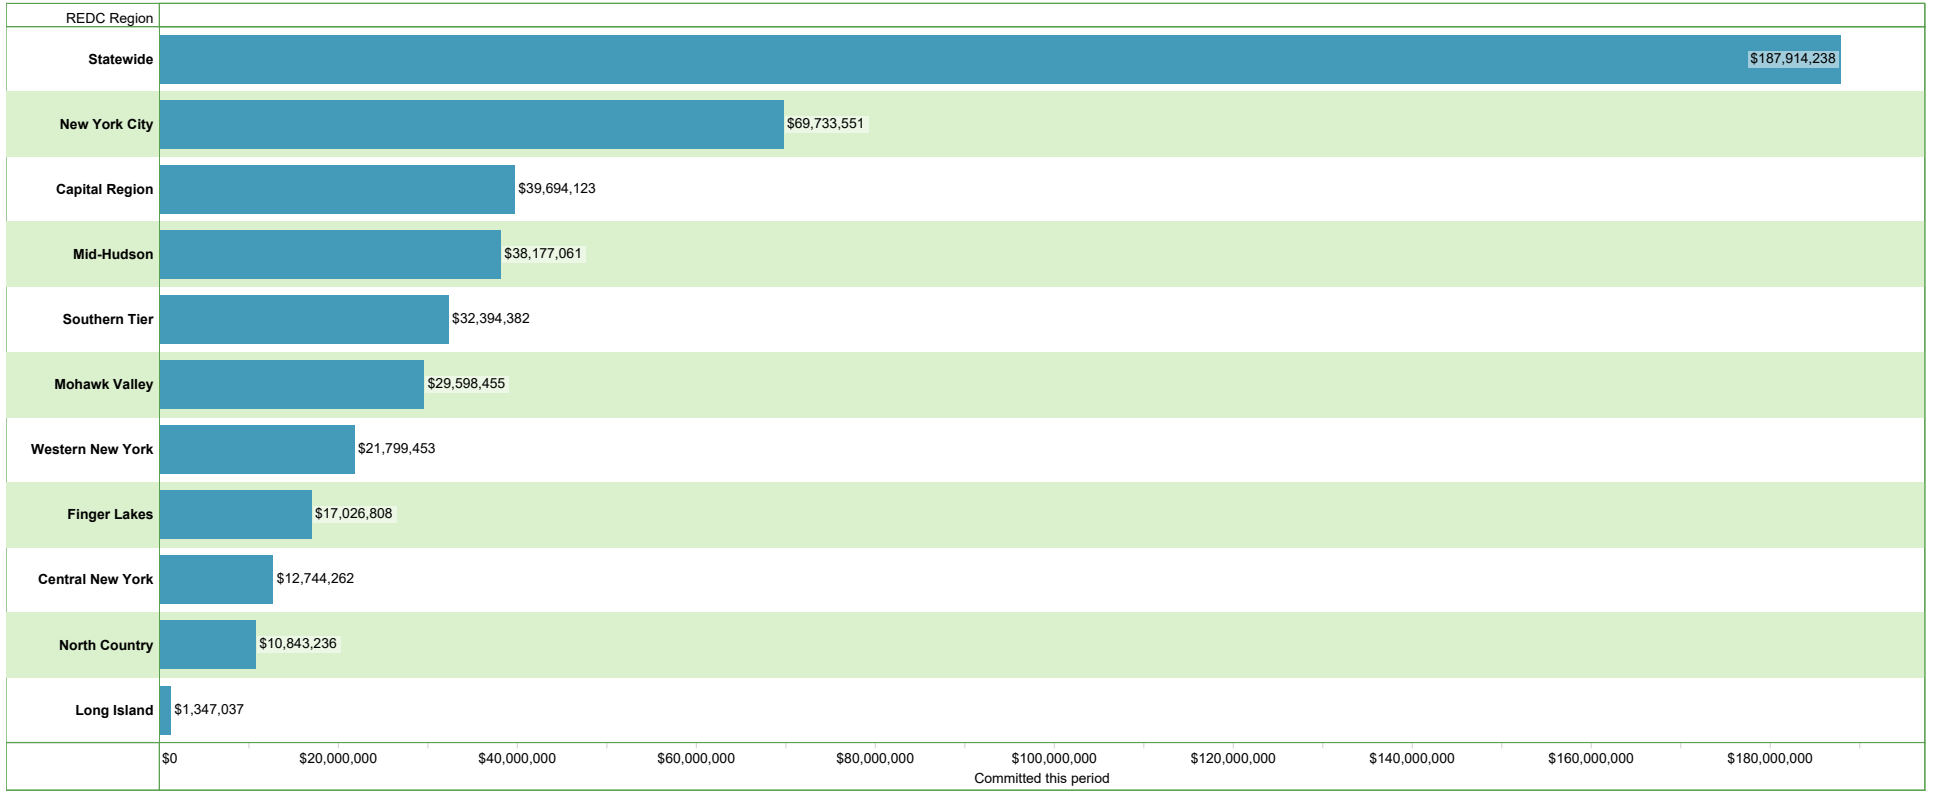 REDC Region
Statewide $187,914,238
New York City $69,733,551
Capital Region $39,694,123
Mid-Hudson $38,177,061
Southern Tier $32,394,382
Mohawk Valley $29,598,455
Western New York $21,799,453
Finger Lakes $17,026,808
Central New York $12,744,262
North Country $10,843,236
Long Island $1,347,037
$0 $20,000,000 $40,000,000 $60,000,000 $80,000,000 $100,000,000 $120,000,000 $140,000,000 $160,000,000 $180,000,000
Committed this period